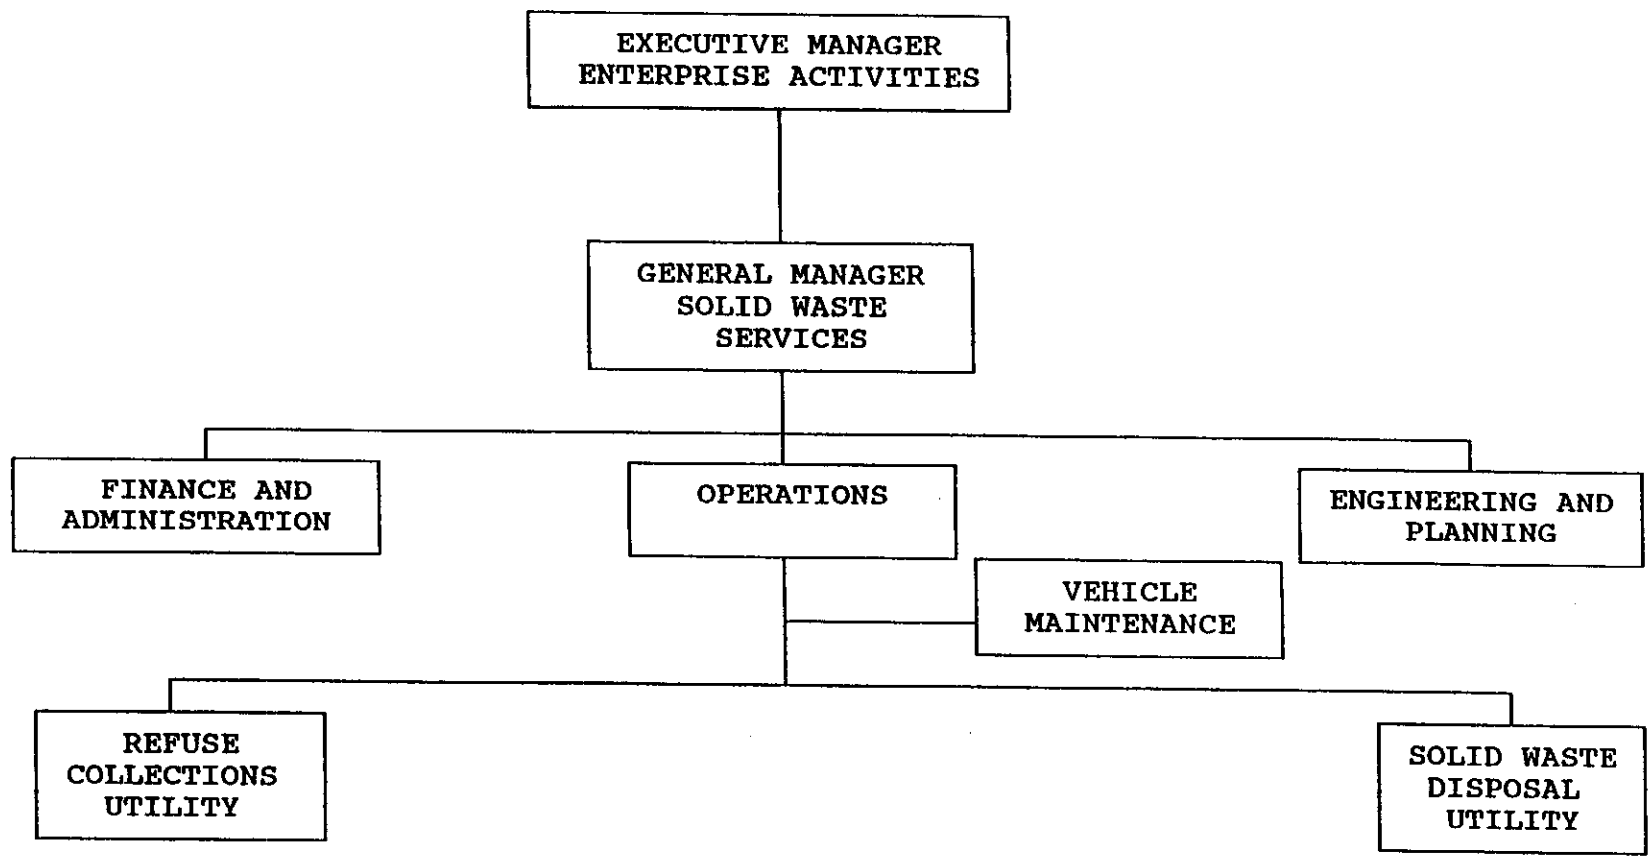 EXECUTIVE MANAGER
ENTERPRISE ACTIVITIES
GENERAL MANAGER
SOLID WASTE
SERVICES
FINANCE AND
ADMINISTRATION
OPERATIONS
ENGINEERING AND
PLANNING
VEHICLE
MAINTENANCE
REFUSE
COLLECTIONS
UTILITY
SOLID WASTE
DISPOSAL
UTILITY